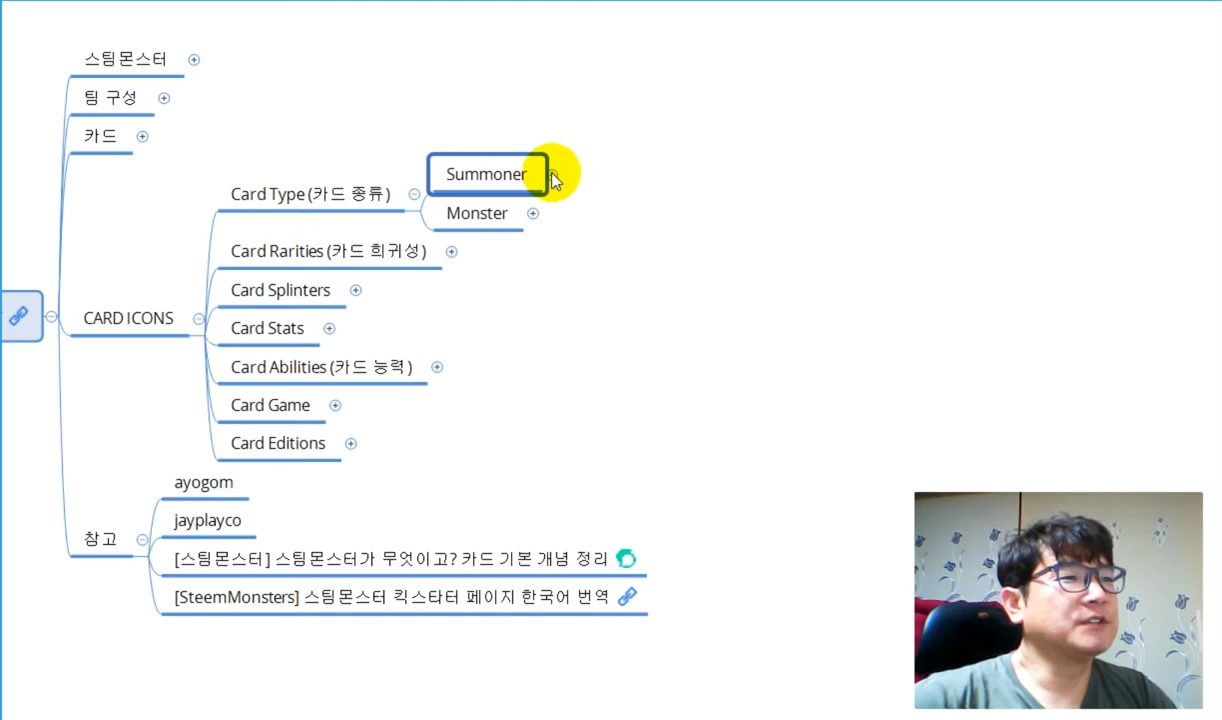 스팀몬스터
팀 구성
카드
CARD ICONS
Card Type (카드 종류)
Summoner
Monster
Card Rarities (카드 희귀성)
Card Splinters
Card Stats
Card Abilities (카드 능력)
Card Game
Card Editions
참고
ayogom
jayplayco
[스팀몬스터] 스팀몬스터가 무엇이고? 카드 기본 개념 정리
[SteemMonsters] 스팀몬스터 킥스타터 페이지 한국어 번역